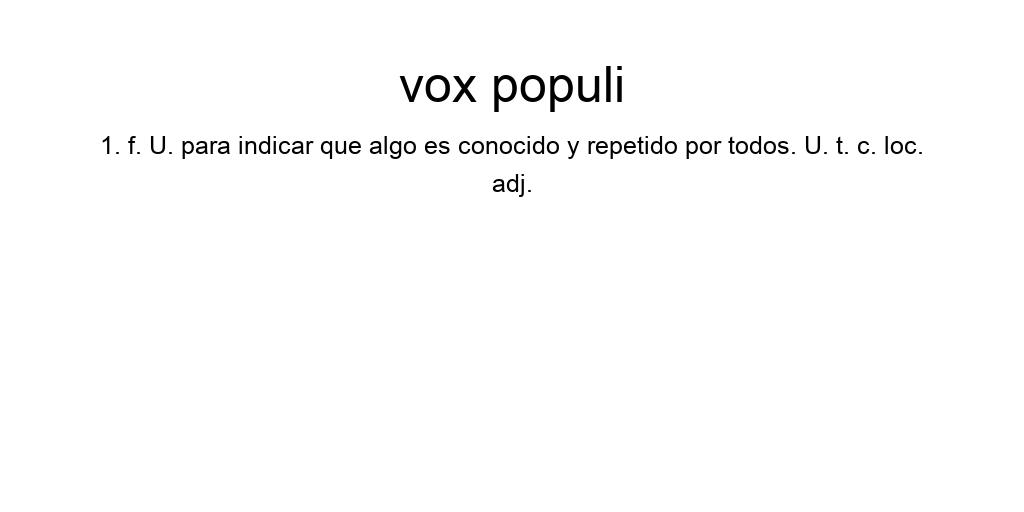 vox populi
1. f. U. para indicar que algo es conocido y repetido por todos. U. t. c. loc.
adj.